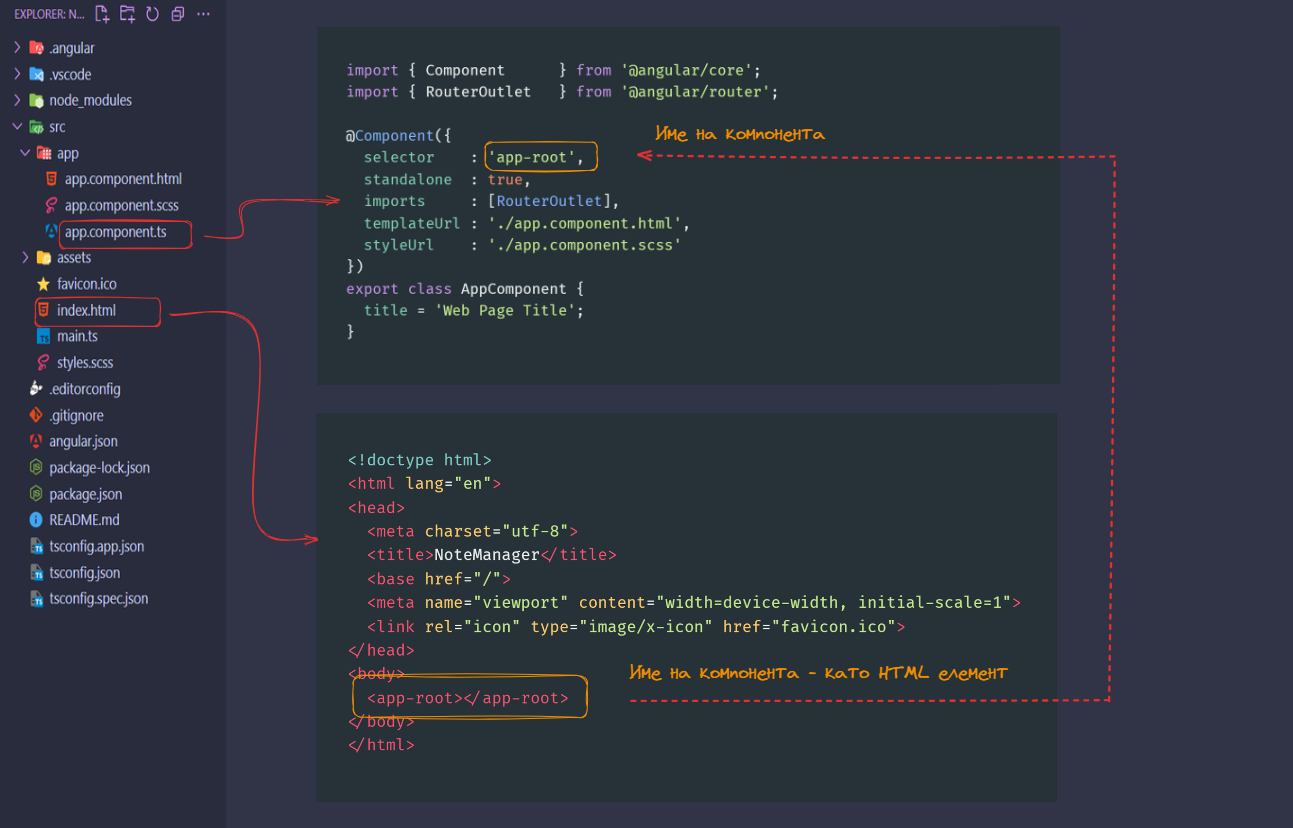 EXPLORER: N...
.angular
.vscode
node_modules
src
app
app.component.html
app.component.scss
app.component.ts
assets
favicon.ico
index.html
main.ts
styles.scss
.editorconfig
.gitignore
angular.json
package-lock.json
package.json
README.md
tsconfig.app.json
tsconfig.json
tsconfig.spec.json
import { Component      } from '@angular/core';
import { RouterOutlet   } from '@angular/router';
@Component({
Име на компонента
  selector    : 'app-root',
  standalone  : true,
  imports     : [RouterOutlet],
  templateUrl : './app.component.html',
  styleUrl    : './app.component.scss'
})
export class AppComponent {
  title = 'Web Page Title';
}
<!doctype html>
<html lang="en">
<head>
  <meta charset="utf-8">
  <title>NoteManager</title>
  <base href="/">
  <meta name="viewport" content="width=device-width, initial-scale=1">
  <link rel="icon" type="image/x-icon" href="favicon.ico">
</head>
<body>
Име на компонента - като HTML елемент
  <app-root></app-root>
</body>
</html>